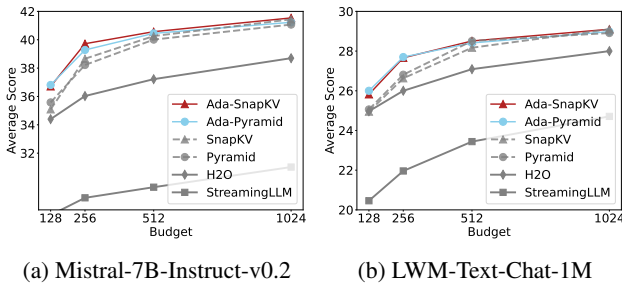 42
40
38
36
34
32
Average Score
Ada-SnapKV
Ada-Pyramid
SnapKV
Pyramid
H2O
StreamingLLM
128 256 512 1024
Budget
(a) Mistral-7B-Instruct-v0.2
30
28
26
24
22
20
Average Score
Ada-SnapKV
Ada-Pyramid
SnapKV
Pyramid
H2O
StreamingLLM
128 256 512 1024
Budget
(b) LWM-Text-Chat-1M